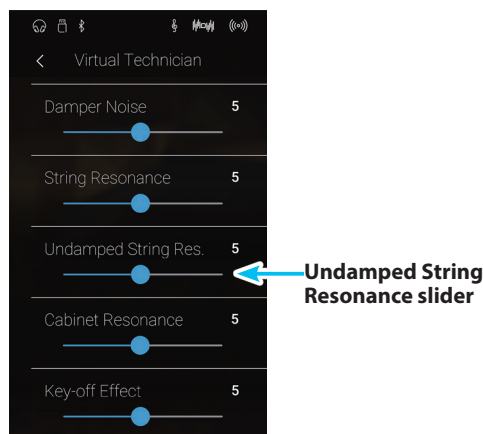 Virtual Technician
Damper Noise 5
String Resonance 5
Undamped String Res. 5
Undamped String
Resonance slider
Cabinet Resonance 5
Key-off Effect 5